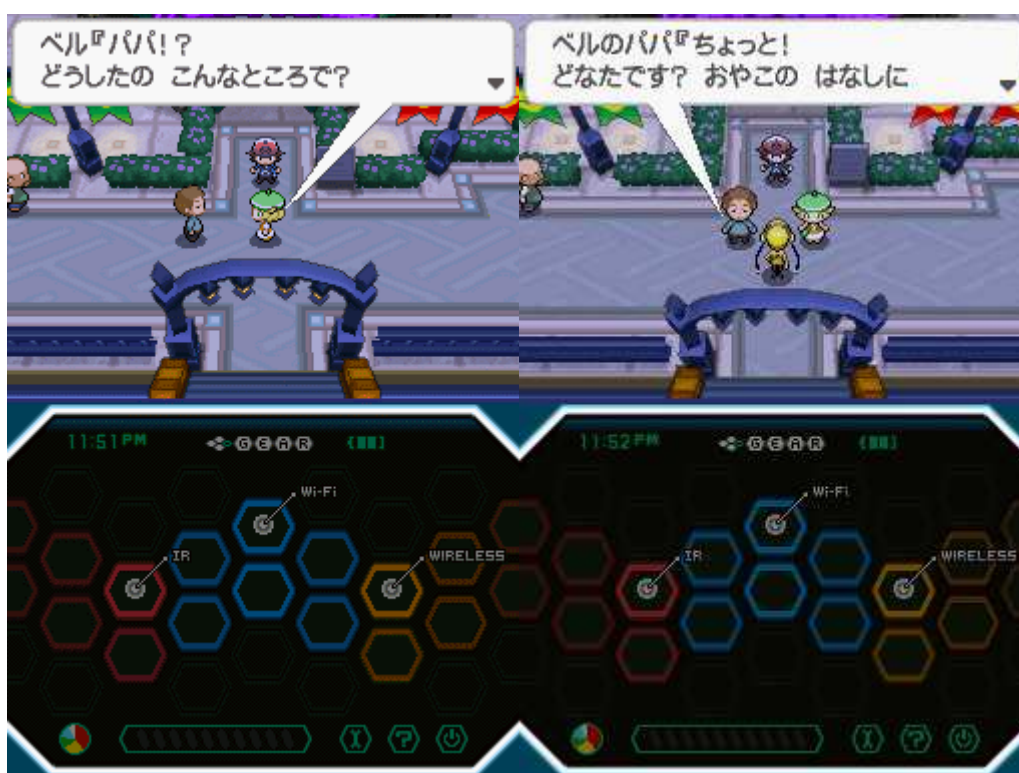 ベル『パパ!?
どうしたの こんなところで?
ベルのパパ『ちょっと!
どなたです? おやこの はなしに
11:51PM
GEAR
Wi-Fi
IR
WIRELESS
X
?
11:52PM
GEAR
Wi-Fi
IR
WIRELESS
X
?